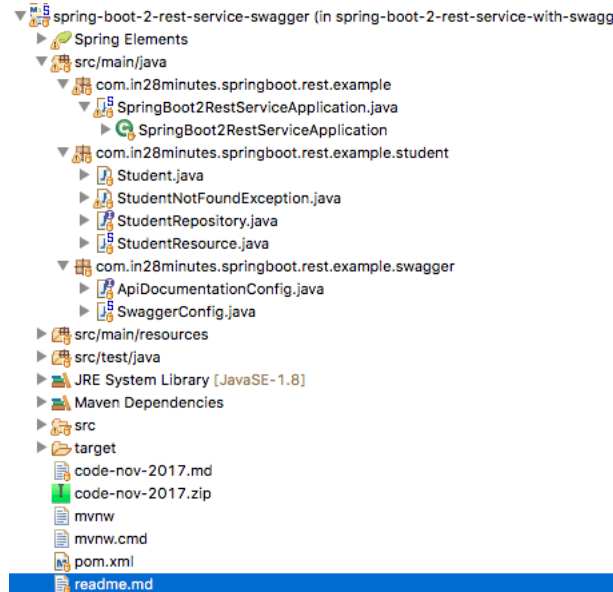 spring-boot-2-rest-service-swagger (in spring-boot-2-rest-service-with-swagg
Spring Elements
src/main/java
com.in28minutes.springboot.rest.example
SpringBoot2RestServiceApplication.java
SpringBoot2RestServiceApplication
com.in28minutes.springboot.rest.example.student
Student.java
StudentNotFoundException.java
StudentRepository.java
StudentResource.java
com.in28minutes.springboot.rest.example.swagger
ApiDocumentationConfig.java
SwaggerConfig.java
src/main/resources
src/test/java
JRE System Library [JavaSE-1.8]
Maven Dependencies
src
target
code-nov-2017.md
code-nov-2017.zip
mvnw
mvnw.cmd
pom.xml
readme.md